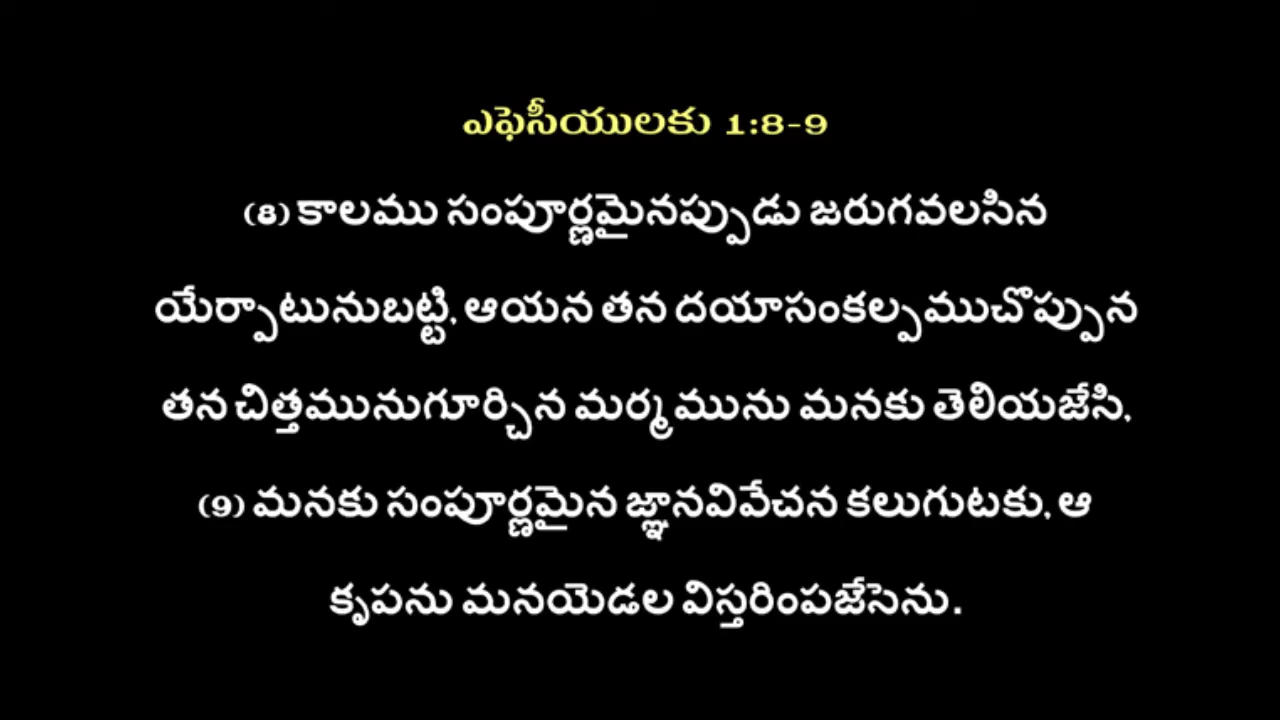 ఎఫెసీయులకు 1:8-9
(8) కాలము సంపూర్ణమైనప్పుడు జరుగవలసిన
యేర్పాటునుబట్టి, ఆయన తన దయాసంకల్పముచొప్పున
తన చిత్తమునుగూర్చిన మర్మమును మనకు తెలియజేసి,
(9) మనకు సంపూర్ణమైన జ్ఞానవివేచన కలుగుటకు, ఆ
కృపను మనయెడల విస్తరింపజేసెను.